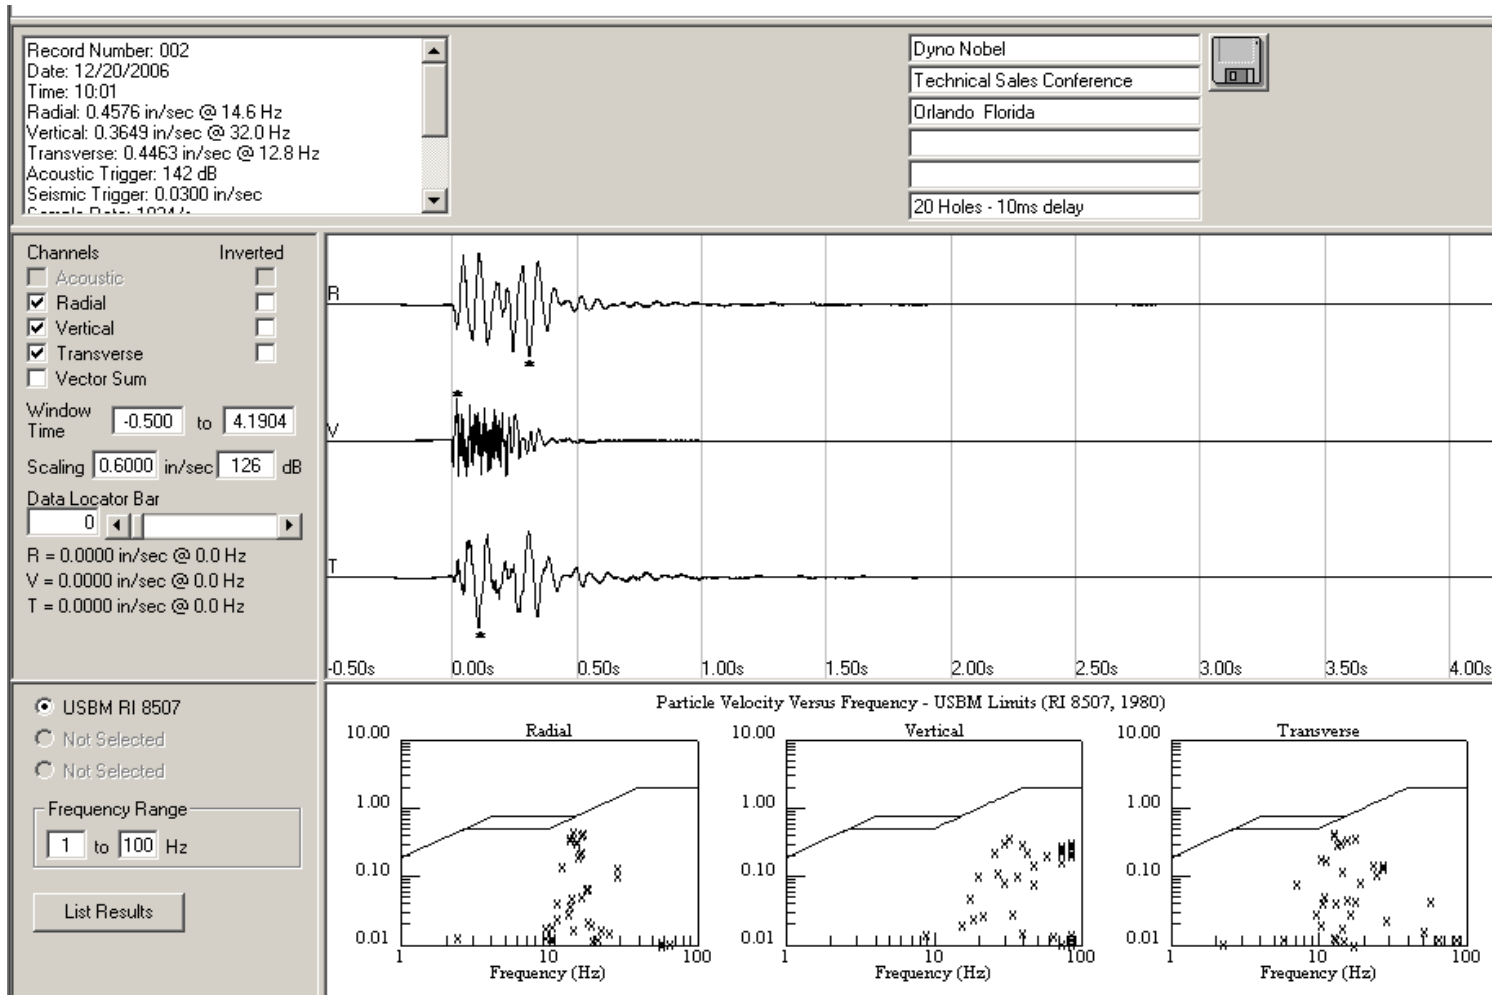 Record Number: 002
Date: 12/20/2006
Time: 10:01
Radial: 0.4576 in/sec @ 14.6 Hz
Vertical: 0.3649 in/sec @ 32.0 Hz
Transverse: 0.4463 in/sec @ 12.8 Hz
Acoustic Trigger: 142 dB
Seismic Trigger: 0.0300 in/sec
Dyno Nobel
Technical Sales Conference
Orlando Florida
20 Holes - 10ms delay
Channels Inverted
Acoustic
Radial
Vertical
Transverse
Vector Sum
Window Time -0.500 to 4.1904
Scaling 0.6000 in/sec 126 dB
Data Locator Bar
0
R = 0.0000 in/sec @ 0.0 Hz
V = 0.0000 in/sec @ 0.0 Hz
T = 0.0000 in/sec @ 0.0 Hz
R
V
T
-0.50s 0.00s 0.50s 1.00s 1.50s 2.00s 2.50s 3.00s 3.50s 4.00s
USBM RI 8507
Not Selected
Not Selected
Frequency Range
1 to 100 Hz
List Results
Particle Velocity Versus Frequency - USBM Limits (RI 8507, 1980)
Radial
10.00
1.00
0.10
0.01
1 10 100
Frequency (Hz)
Vertical
10.00
1.00
0.10
0.01
1 10 100
Frequency (Hz)
Transverse
10.00
1.00
0.10
0.01
1 10 100
Frequency (Hz)